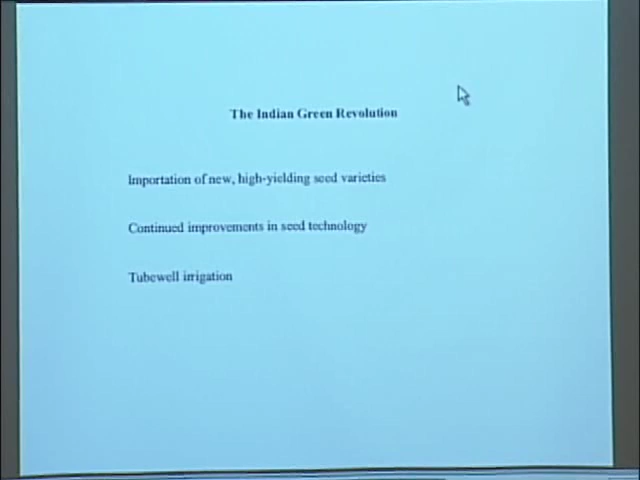 The Indian Green Revolution
Importation of new, high-yielding seed varieties
Continued improvements in seed technology
Tubewell irrigation